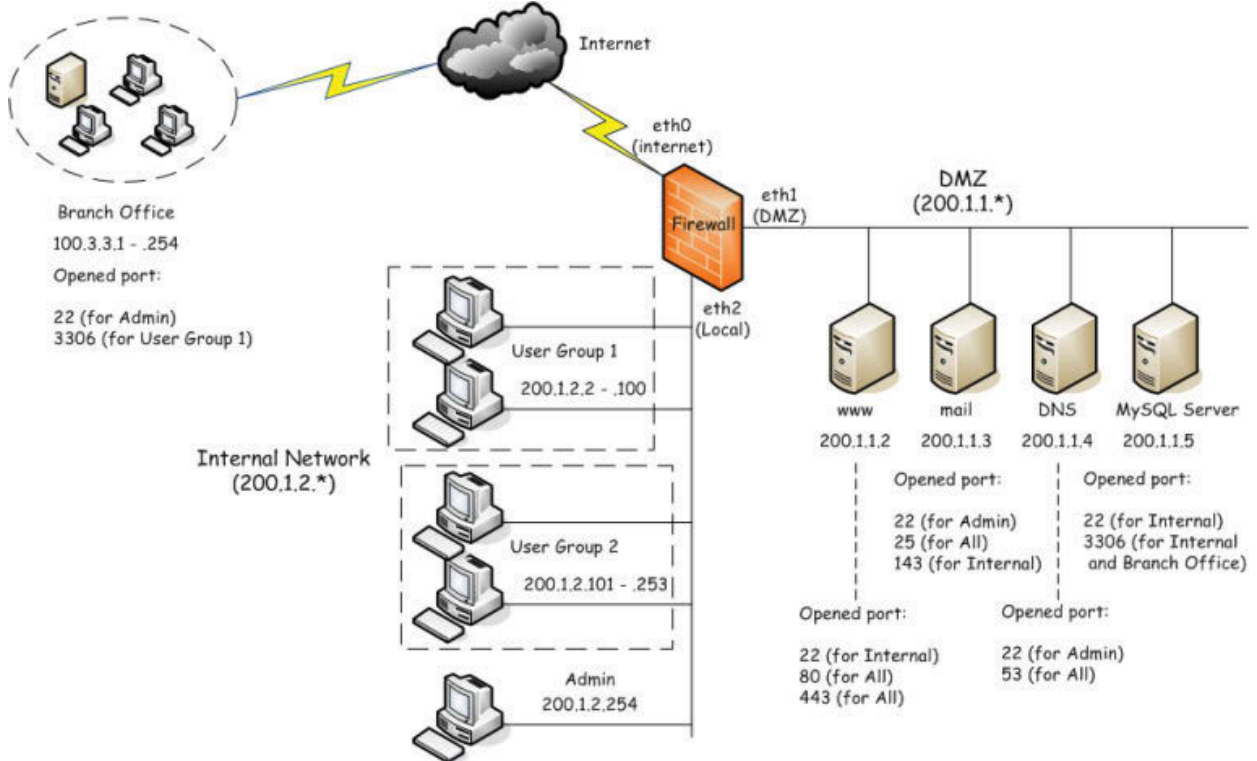 Internet
eth0
(internet)
Branch Office
100.3.3.1 - .254
Opened port:
22 (for Admin)
3306 (for User Group 1)
Firewall
eth1
(DMZ)
DMZ
(200.1.1.*)
eth2
(Local)
User Group 1
200.1.2.2 - .100
Internal Network
(200.1.2.*)
User Group 2
200.1.2.101 - .253
Admin
200.1.2.254
www
200.1.1.2
Opened port:
22 (for Internal)
80 (for All)
443 (for All)
mail
200.1.1.3
Opened port:
22 (for Admin)
25 (for All)
143 (for Internal)
DNS
200.1.1.4
Opened port:
22 (for Admin)
53 (for All)
MySQL Server
200.1.1.5
Opened port:
22 (for Internal)
3306 (for Internal
and Branch Office)